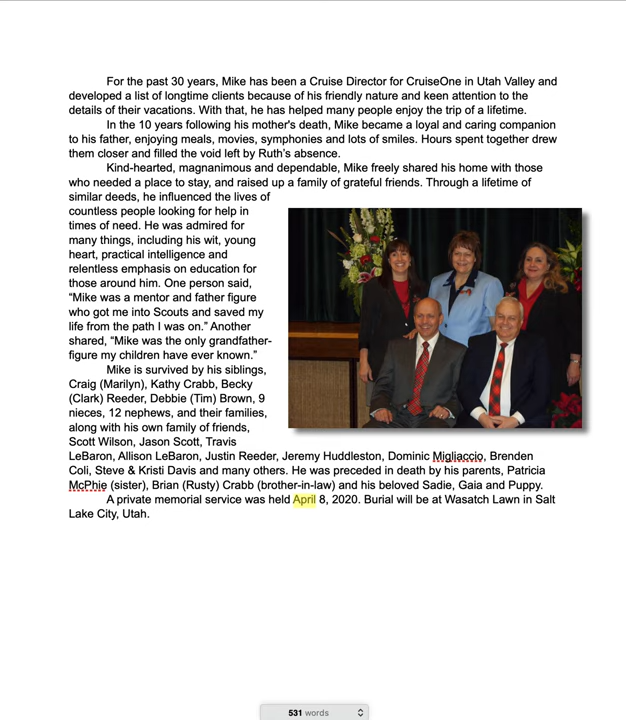 For the past 30 years, Mike has been a Cruise Director for CruiseOne in Utah Valley and
developed a list of longtime clients because of his friendly nature and keen attention to the
details of their vacations. With that, he has helped many people enjoy the trip of a lifetime.
In the 10 years following his mother's death, Mike became a loyal and caring companion
to his father, enjoying meals, movies, symphonies and lots of smiles. Hours spent together drew
them closer and filled the void left by Ruth's absence.
Kind-hearted, magnanimous and dependable, Mike freely shared his home with those
who needed a place to stay, and raised up a family of grateful friends. Through a lifetime of
similar deeds, he influenced the lives of
countless people looking for help in
times of need. He was admired for
many things, including his wit, young
heart, practical intelligence and
relentless emphasis on education for
those around him. One person said,
“Mike was a mentor and father figure
who got me into Scouts and saved my
life from the path I was on.” Another
shared, “Mike was the only grandfather-
figure my children have ever known.”
Mike is survived by his siblings,
Craig (Marilyn), Kathy Crabb, Becky
(Clark) Reeder, Debbie (Tim) Brown, 9
nieces, 12 nephews, and their families,
along with his own family of friends,
Scott Wilson, Jason Scott, Travis
LeBaron, Allison LeBaron, Justin Reeder, Jeremy Huddleston, Dominic Migliaccio, Brenden
Coli, Steve & Kristi Davis and many others. He was preceded in death by his parents, Patricia
McPhie (sister), Brian (Rusty) Crabb (brother-in-law) and his beloved Sadie, Gaia and Puppy.
A private memorial service was held April 8, 2020. Burial will be at Wasatch Lawn in Salt
Lake City, Utah.
531 words